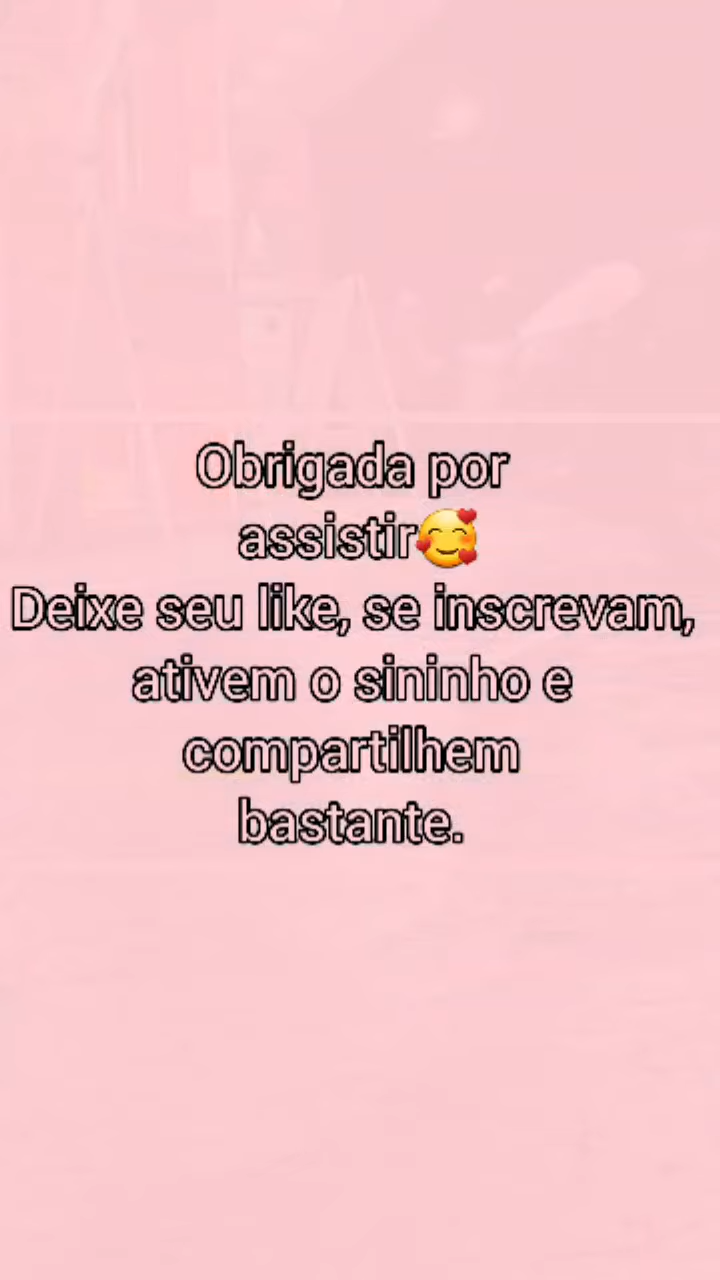 Obrigada por
assistir🥰
Deixe seu like, se inscrevam,
ativem o sininho e
compartilhem
bastante.